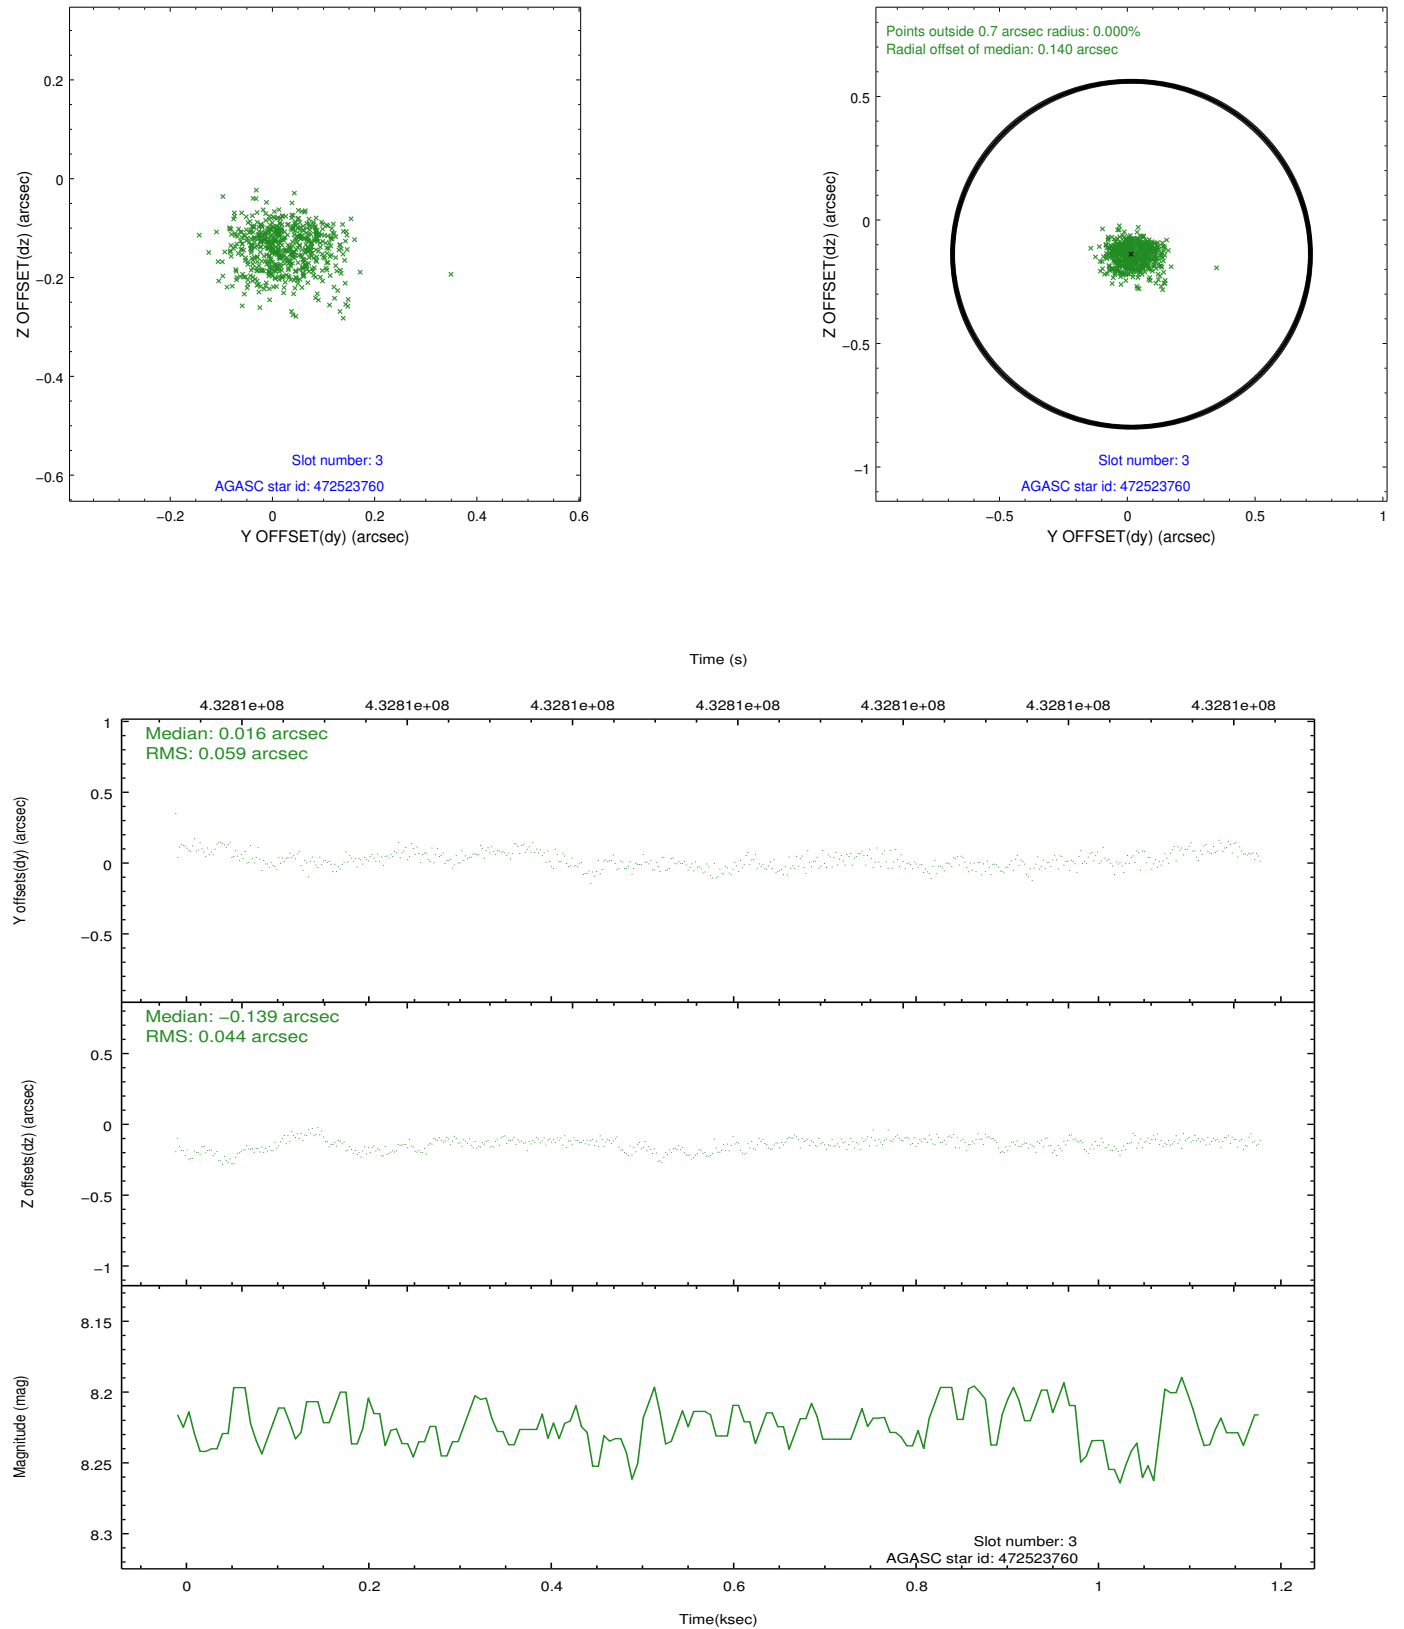 0.2
0
−0.2
−0.4
−0.6
Z OFFSET(dz) (arcsec)
Slot number: 3
AGASC star id: 472523760
−0.2
0
0.2
0.4
0.6
Y OFFSET(dy) (arcsec)
Points outside 0.7 arcsec radius: 0.000%
Radial offset of median: 0.140 arcsec
0.5
0
−0.5
−1
Z OFFSET(dz) (arcsec)
Slot number: 3
AGASC star id: 472523760
−0.5
0
0.5
1
Y OFFSET(dy) (arcsec)
Time (s)
4.3281e+08
4.3281e+08
4.3281e+08
4.3281e+08
4.3281e+08
4.3281e+08
4.3281e+08
Median: 0.016 arcsec
RMS: 0.059 arcsec
1
0.5
0
−0.5
Y offsets(dy) (arcsec)
Median: −0.139 arcsec
RMS: 0.044 arcsec
0.5
0
−0.5
−1
Z offsets(dz) (arcsec)
8.15
8.2
8.25
8.3
Magnitude (mag)
Slot number: 3
AGASC star id: 472523760
0
0.2
0.4
0.6
0.8
1
1.2
Time(ksec)